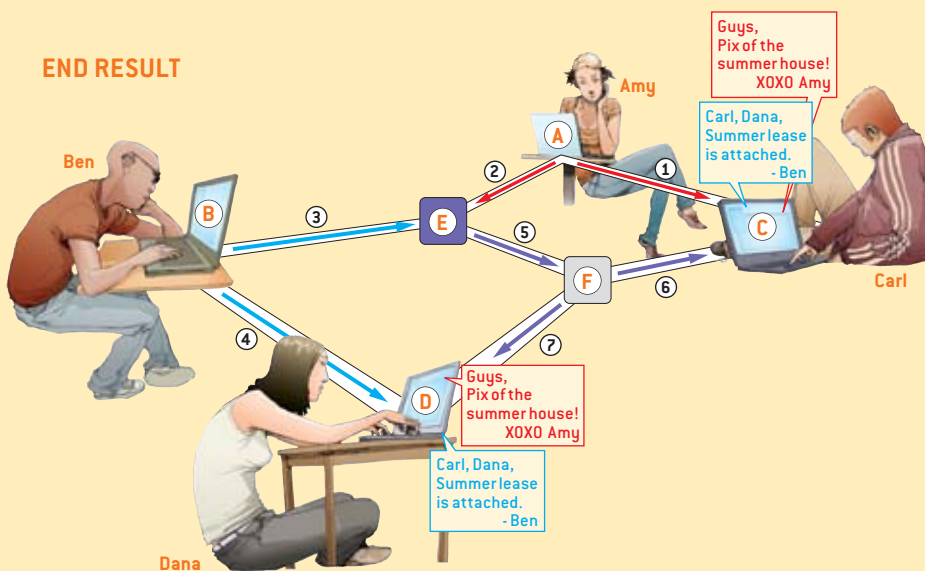 END RESULT
Amy
Guys,
Pix of the
summer house!
XOXO Amy
Carl, Dana,
Summer lease
is attached.
- Ben
Ben
A
2
1
B
3
E
C
5
F
6
Carl
4
7
D
Guys,
Pix of the
summer house!
XOXO Amy
Carl, Dana,
Summer lease
is attached.
- Ben
Dana